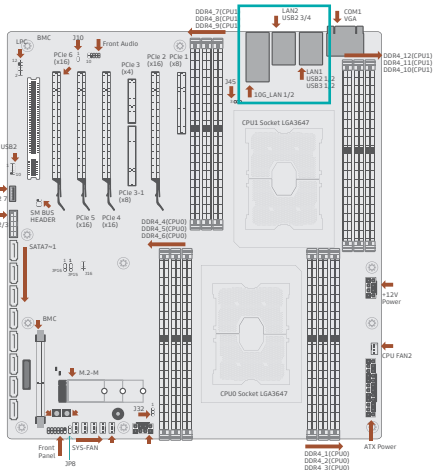 DDR4_7(CPU1
DDR4_8(CPU1
DDR4_9(CPU1
LAN2
USB2 3/4
COM1
VGA
LPC
BMC
J10
Front Audio
PCIe 6
(x16)
PCIe 3
(x4)
PCIe 2
(x16)
PCIe 1
(x8)
DDR4_12(CPU1)
DDR4_11(CPU1)
DDR4_10(CPU1)
J45
10G_LAN 1/2
LAN1
USB2 1/2
USB3 1/2
CPU1 Socket LGA3647
USB2
SM BUS
HEADER
PCIe 5
(x16)
PCIe 4
(x16)
PCIe 3-1
(x8)
DDR4_4(CPU0)
DDR4_5(CPU0)
DDR4_6(CPU0)
SATA7~1
+12V
Power
BMC
M.2-M
CPU FAN2
CPU0 Socket LGA3647
J32
Front
Panel
JPB
SYS-FAN
ATX Power
DDR4_1(CPU0)
DDR4_2(CPU0)
DDR4_3(CPU0)